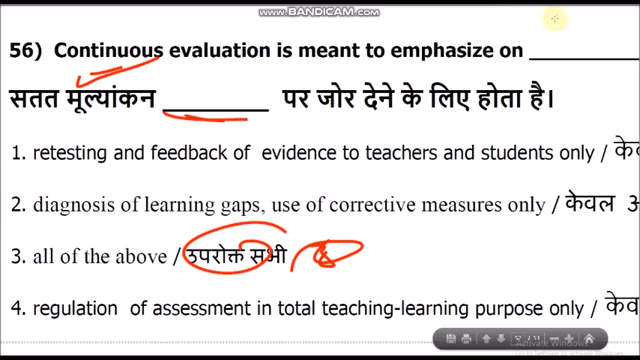 www.BANDICAM.com
56) Continuous evaluation is meant to emphasize on
सतत मूल्यांकन पर जोर देने के लिए होता है।
1. retesting and feedback of evidence to teachers and students only /
2. diagnosis of learning gaps, use of corrective measures only / केवल
3. all of the above / उपरोक्त सभी
4. regulation of assessment in total teaching-learning purpose only /
Activate Windows